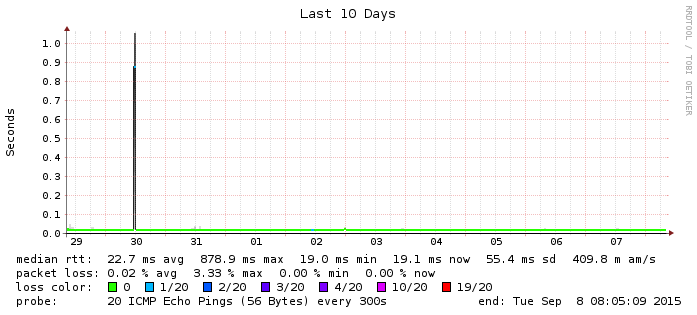 Last 10 Days
RRDTOOL / TOBI OETIKER
Seconds
1.0
0.9
0.8
0.7
0.6
0.5
0.4
0.3
0.2
0.1
0.0
29 30 31 01 02 03 04 05 06 07
median rtt: 22.7 ms avg 878.9 ms max 19.0 ms min 19.1 ms now 55.4 ms sd 409.8 m am/s
packet loss: 0.02 % avg 3.33 % max 0.00 % min 0.00 % now
loss color: 0 1/20 2/20 3/20 4/20 10/20 19/20
probe: 20 ICMP Echo Pings (56 Bytes) every 300s end: Tue Sep 8 08:05:09 2015